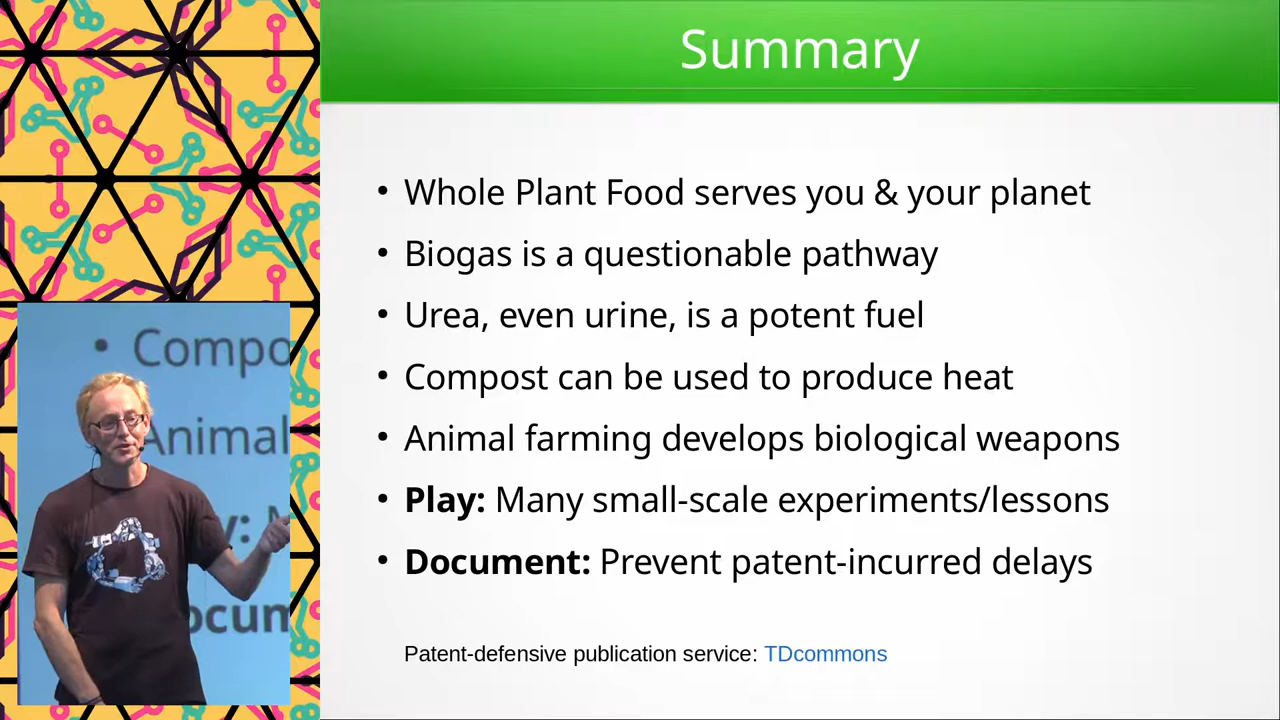 Summary
• Whole Plant Food serves you & your planet
• Biogas is a questionable pathway
• Urea, even urine, is a potent fuel
• Compost can be used to produce heat
• Animal farming develops biological weapons
• Play: Many small-scale experiments/lessons
• Document: Prevent patent-incurred delays
Patent-defensive publication service: TDcommons
• Compo
Animal
y: M
ocum